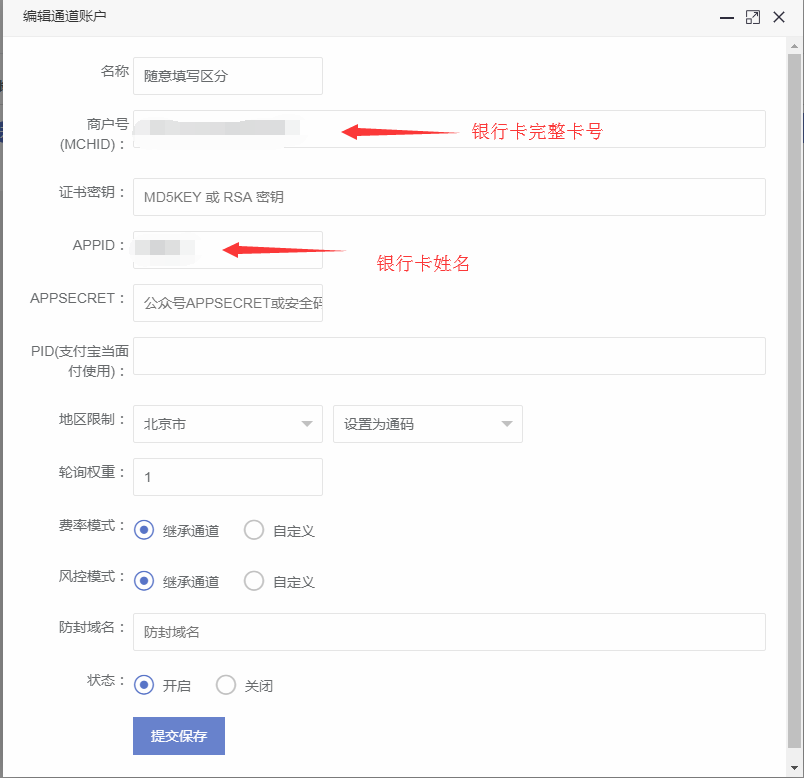 编辑通道账户
名称
随意填写区分
商户号
(MCHID)：
银行卡完整卡号
证书密钥：
MD5KEY 或 RSA 密钥
APPID：
银行卡姓名
APPSECRET：
公众号APPSECRET或安全码
PID(支付宝当面
付使用)：
地区限制：
北京市
设置为通码
轮询权重：
1
费率模式：
继承通道
自定义
风控模式：
继承通道
自定义
防封域名：
防封域名
状态：
开启
关闭
提交保存